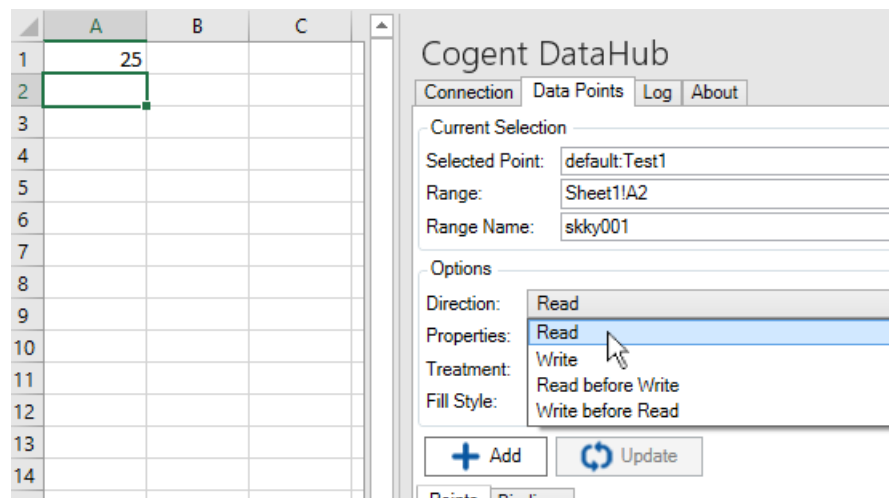 A B C
1 25
2
3
4
5
6
7
8
9
10
11
12
13
14
Cogent DataHub
Connection Data Points Log About
Current Selection
Selected Point: default:Test1
Range: Sheet1!A2
Range Name: skky001
Options
Direction: Read
Properties: Read
Write
Treatment: Read before Write
Fill Style: Write before Read
Add Update
Points